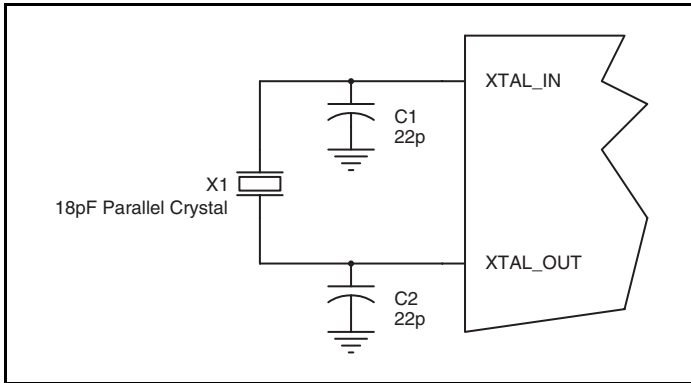 XTAL_IN
C1
22p
X1
18pF Parallel Crystal
XTAL_OUT
C2
22p